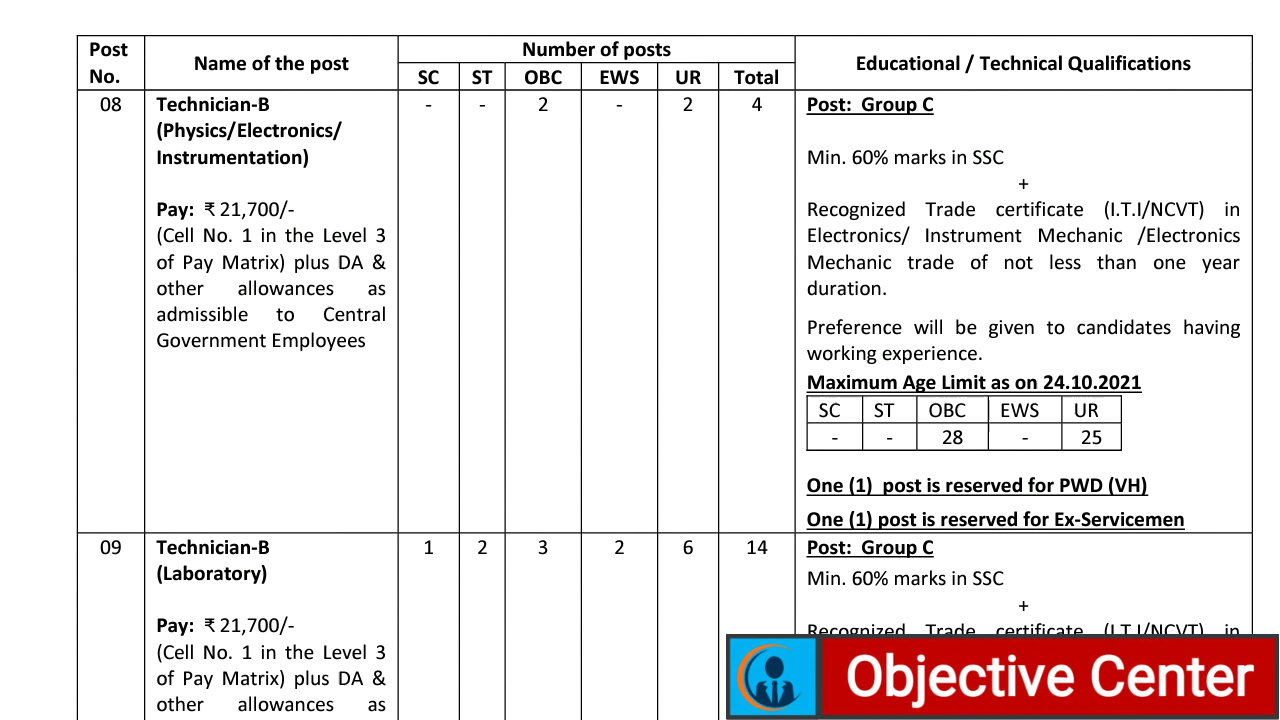 Post No. Name of the post Number of posts Educational / Technical Qualifications
SC ST OBC EWS UR Total
08 Technician-B - - 2 - 2 4 Post: Group C
(Physics/Electronics/
Instrumentation) Min. 60% marks in SSC
+
Pay: ₹ 21,700/- Recognized Trade certificate (I.T.I/NCVT) in
(Cell No. 1 in the Level 3 Electronics/ Instrument Mechanic /Electronics
of Pay Matrix) plus DA & Mechanic trade of not less than one year
other allowances as duration.
admissible to Central
Government Employees
Preference will be given to candidates having
working experience.
Maximum Age Limit as on 24.10.2021
SC ST OBC EWS UR
- - 28 - 25
One (1) post is reserved for PWD (VH)
One (1) post is reserved for Ex-Servicemen
09 Technician-B 1 2 3 2 6 14 Post: Group C
(Laboratory) Min. 60% marks in SSC
+
Pay: ₹ 21,700/- Recognized Trade certificate (I.T.I/NCVT) in
(Cell No. 1 in the Level 3
of Pay Matrix) plus DA &
other allowances as
Objective Center